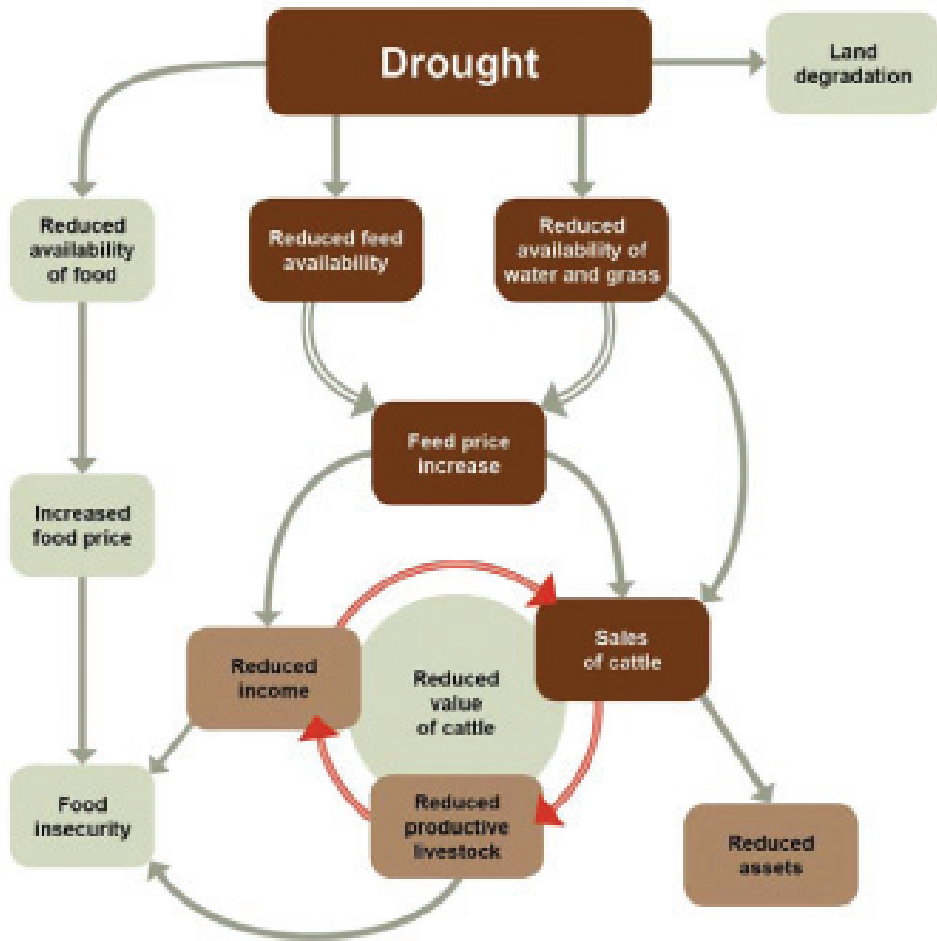 Drought
Land
degradation
Reduced
availability
of food
Reduced feed
availability
Reduced
availability of
water and grass
Feed price
increase
Increased
food price
Reduced
income
Reduced
value
of cattle
Sales
of cattle
Food
insecurity
Reduced
productive
livestock
Reduced
assets